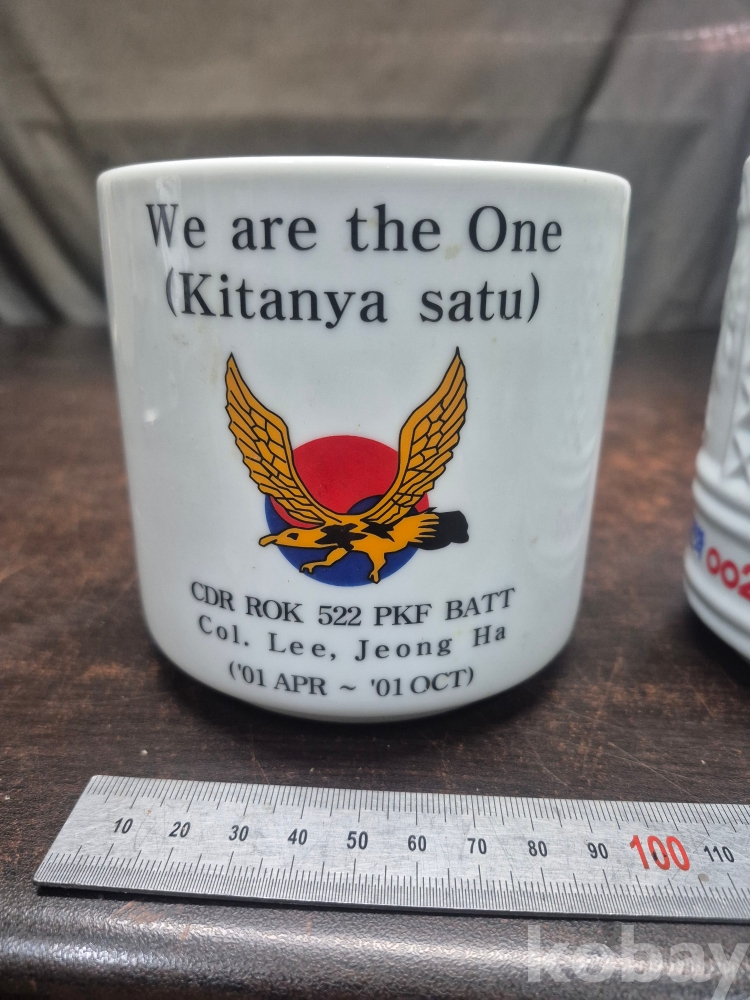 We are the One
(Kitanya satu)
CDR ROK 522 PKF BATT
Col. Lee, Jeong Ha
('01 APR ~ '01 OCT)
002
10 20 30 40 50 60 70 80 90 100 110
kobay